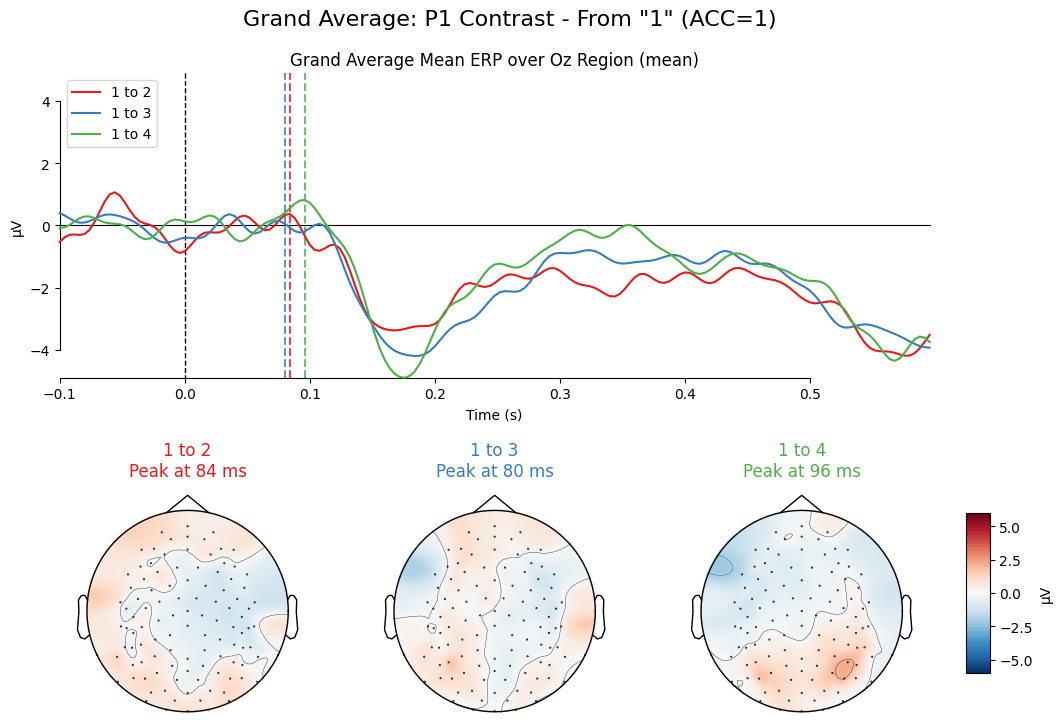 Grand Average: P1 Contrast - From "1" (ACC=1)
Grand Average Mean ERP over Oz Region (mean)
1 to 2
1 to 3
1 to 4
4
2
0
−2
−4
µV
−0.1 0.0 0.1 0.2 0.3 0.4 0.5
Time (s)
1 to 2
Peak at 84 ms
1 to 3
Peak at 80 ms
1 to 4
Peak at 96 ms
5.0
2.5
0.0
−2.5
−5.0
µV